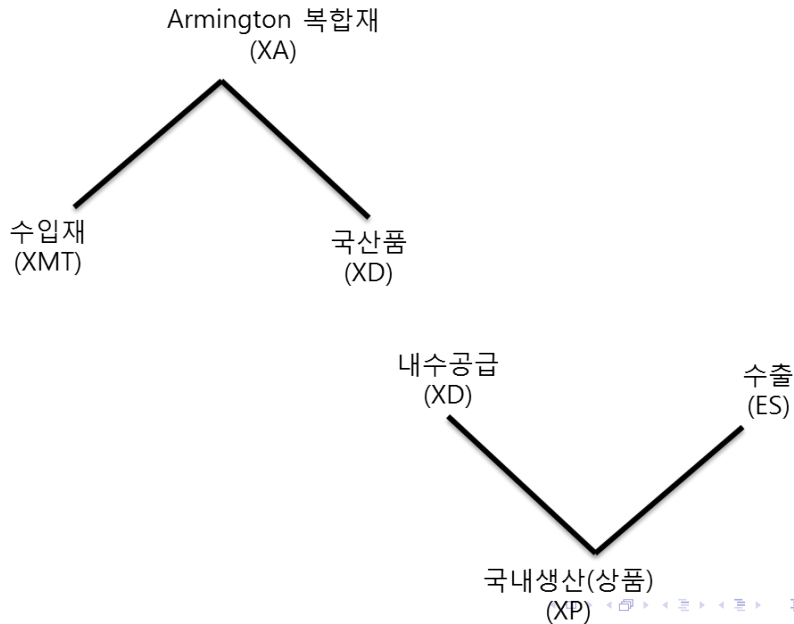 Armington 복합재
(XA)
수입재
(XMT)
국산품
(XD)
내수공급
(XD)
수출
(ES)
국내생산(상품)
(XP)